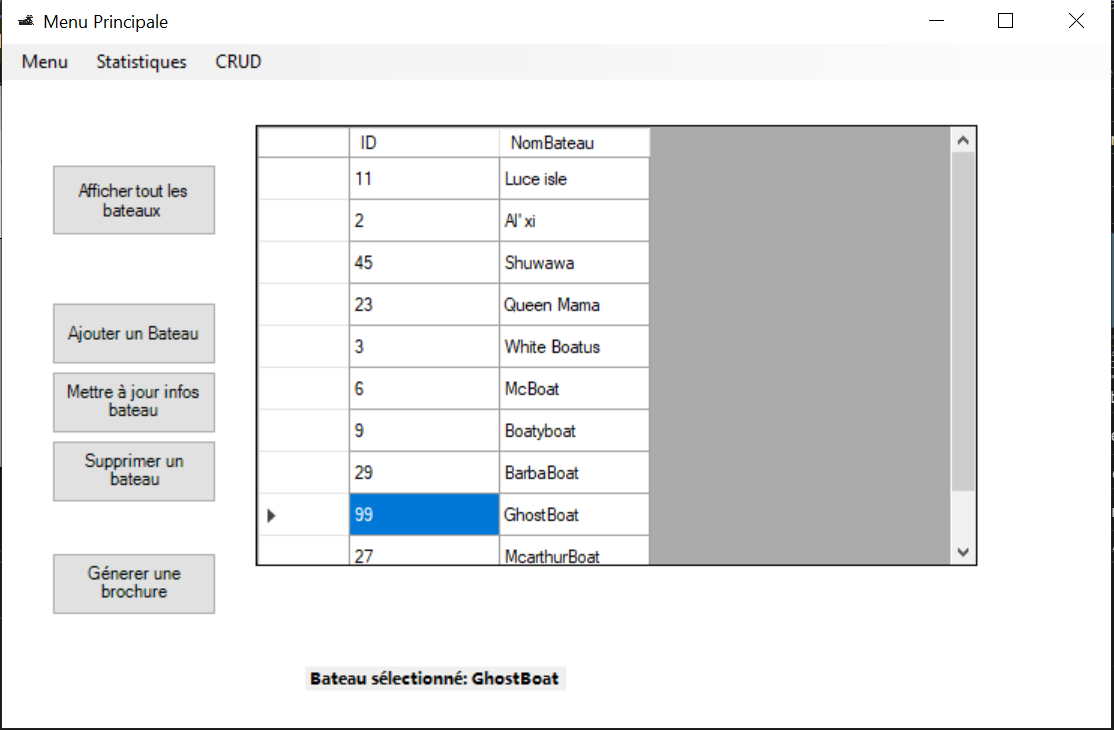 Menu Principale
Menu Statistiques CRUD
Afficher tout les
bateaux
Ajouter un Bateau
Mettre à jour infos
bateau
Supprimer un
bateau
Génerer une
brochure
ID NomBateau
11 Luce isle
2 Al' xi
45 Shuwawa
23 Queen Mama
3 White Boatus
6 McBoat
9 Boatyboat
29 BarbaBoat
99 GhostBoat
27 McarthurBoat
Bateau sélectionné: GhostBoat